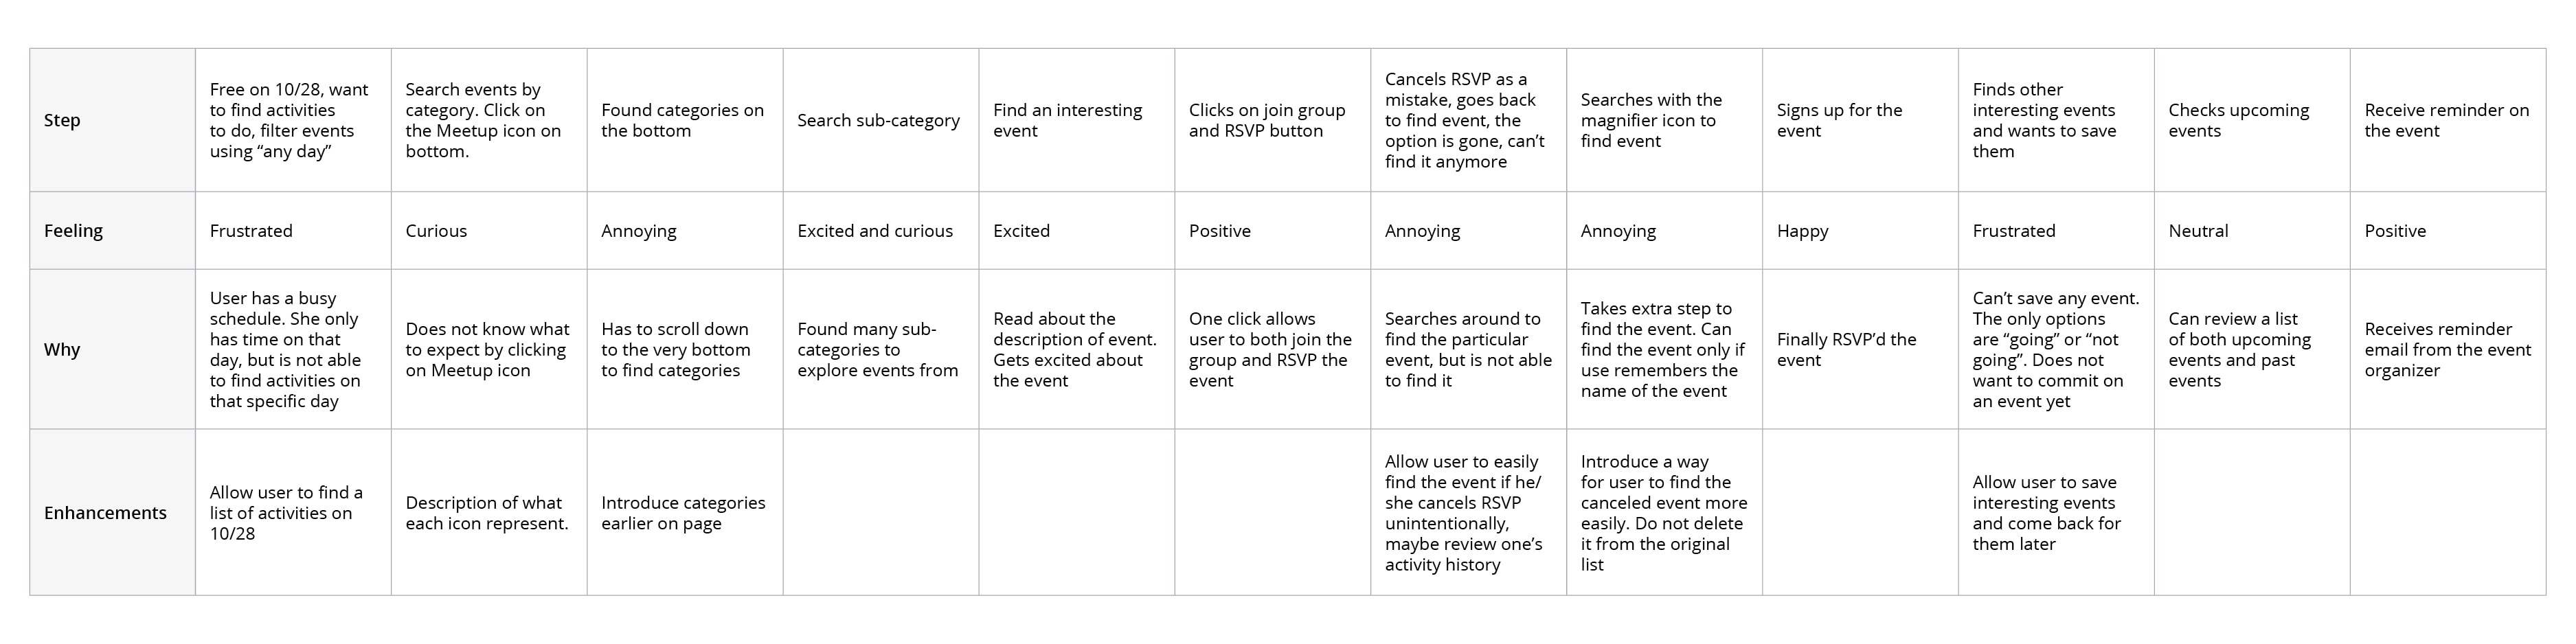 Step
Free on 10/28, want
to find activities
to do, filter events
using “any day”
Search events by
category. Click on
the Meetup icon on
bottom.
Found categories on
the bottom
Search sub-category
Find an interesting
event
Clicks on join group
and RSVP button
Cancels RSVP as a
mistake, goes back
to find event, the
option is gone, can’t
find it anymore
Searches with the
magnifier icon to
find event
Signs up for the
event
Finds other
interesting events
and wants to save
them
Checks upcoming
events
Receive reminder on
the event
Feeling
Frustrated
Curious
Annoying
Excited and curious
Excited
Positive
Annoying
Annoying
Happy
Frustrated
Neutral
Positive
Why
User has a busy
schedule. She only
has time on that
day, but is not able
to find activities on
that specific day
Does not know what
to expect by clicking
on Meetup icon
Has to scroll down
to the very bottom
to find categories
Found many sub-
categories to
explore events from
Read about the
description of event.
Gets excited about
the event
One click allows
user to both join the
group and RSVP the
event
Searches around to
find the particular
event, but is not able
to find it
Takes extra step to
find the event. Can
find the event only if
use remembers the
name of the event
Finally RSVP’d the
event
Can’t save any event.
The only options
are “going” or “not
going”. Does not
want to commit on
an event yet
Can review a list
of both upcoming
events and past
events
Receives reminder
email from the event
organizer
Enhancements
Allow user to find a
list of activities on
10/28
Description of what
each icon represent.
Introduce categories
earlier on page
Allow user to easily
find the event if he/
she cancels RSVP
unintentionally,
maybe review one’s
activity history
Introduce a way
for user to find the
canceled event more
easily. Do not delete
it from the original
list
Allow user to save
interesting events
and come back for
them later